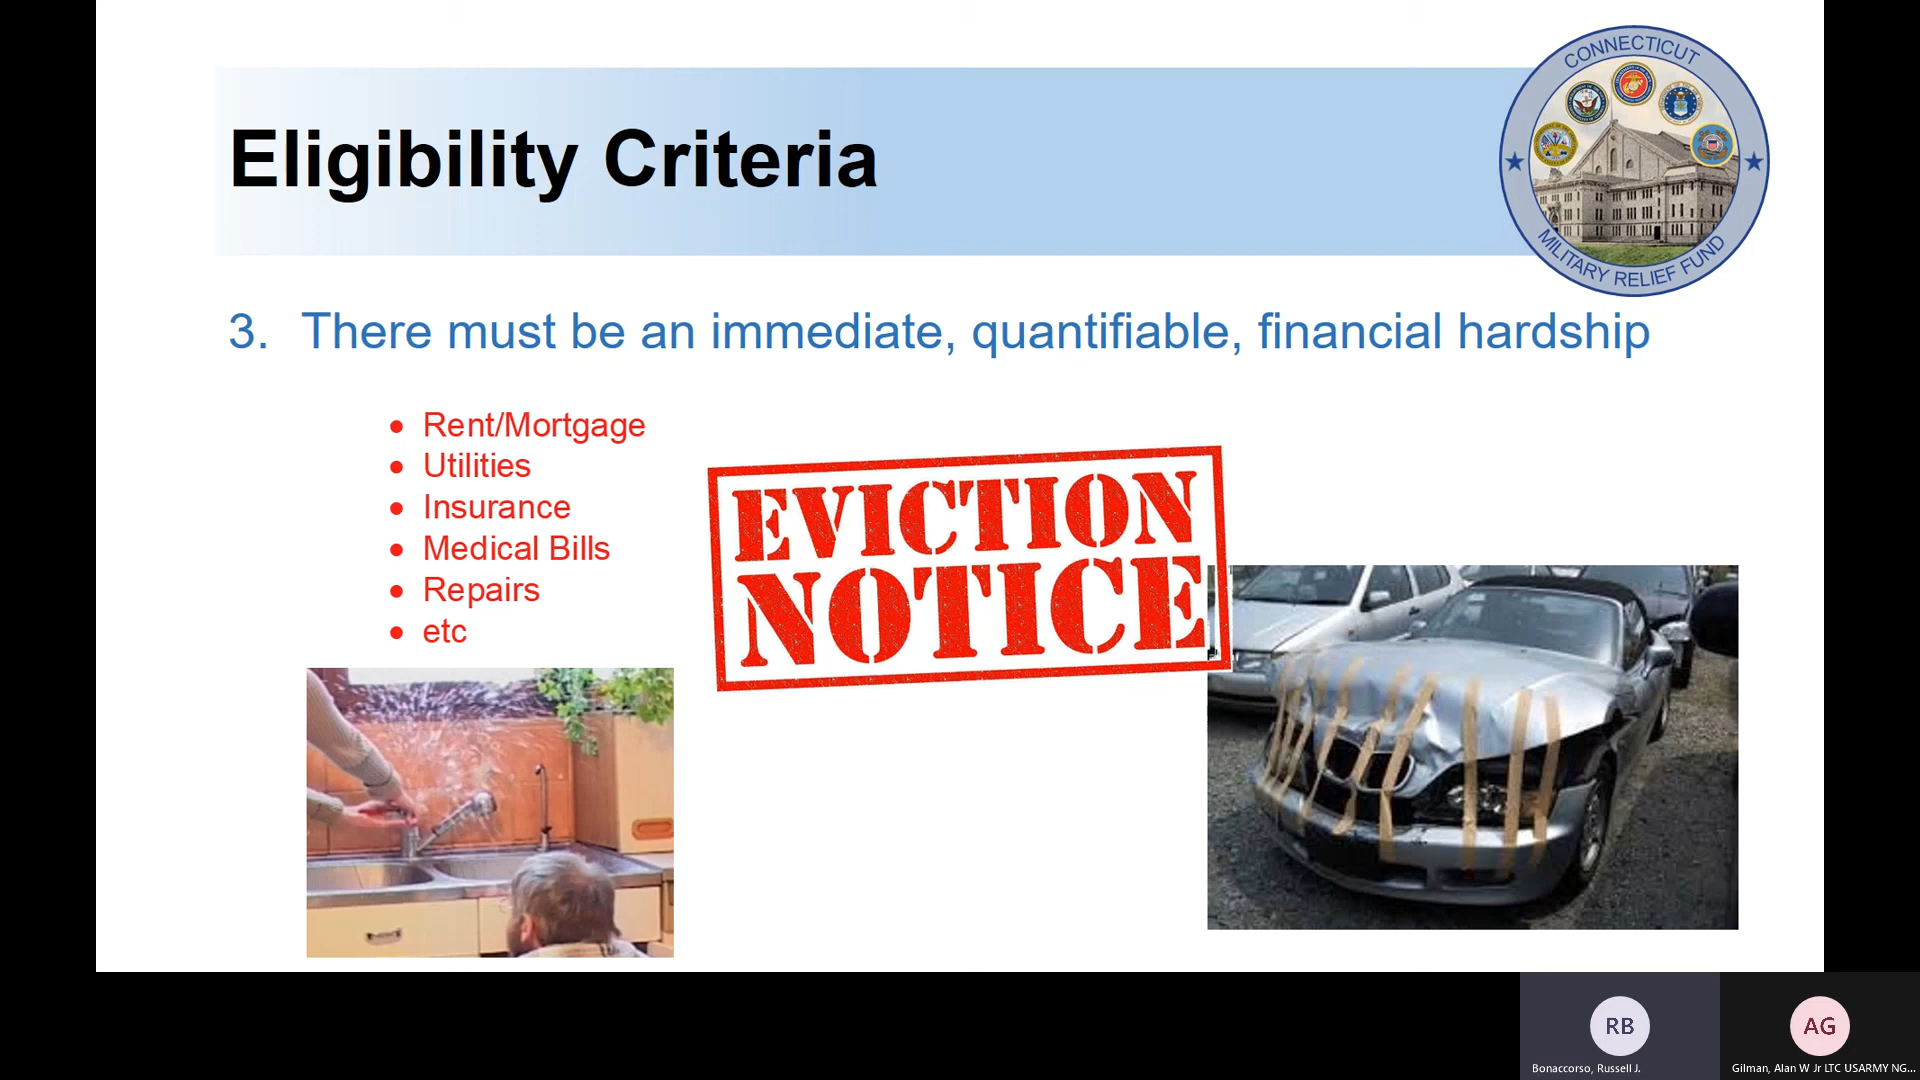 CONNECTICUT
MILITARY RELIEF FUND
Eligibility Criteria
3. There must be an immediate, quantifiable, financial hardship
• Rent/Mortgage
• Utilities
• Insurance
• Medical Bills
• Repairs
• etc
EVICTION
NOTICE
RB
AG
Bonaccorso, Russell J.
Gilman, Alan W Jr LTC USARMY NG...